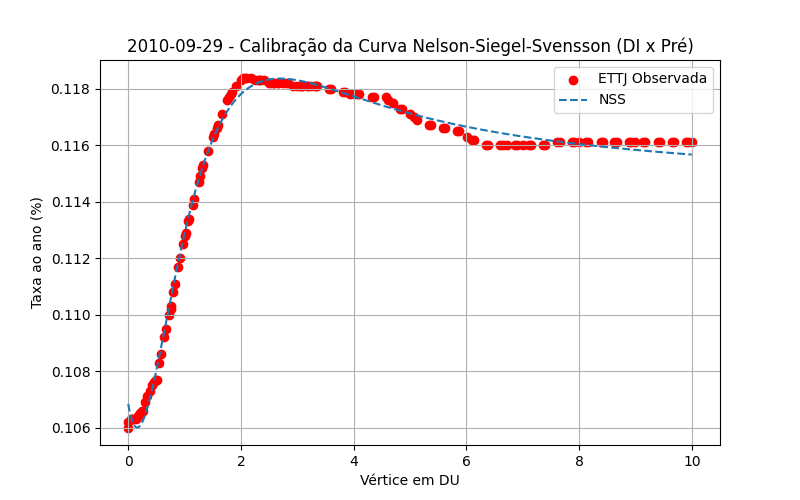 2010-09-29 - Calibração da Curva Nelson-Siegel-Svensson (DI x Pré)
ETTJ Observada
NSS
Taxa ao ano (%)
0.118
0.116
0.114
0.112
0.110
0.108
0.106
0 2 4 6 8 10
Vértice em DU